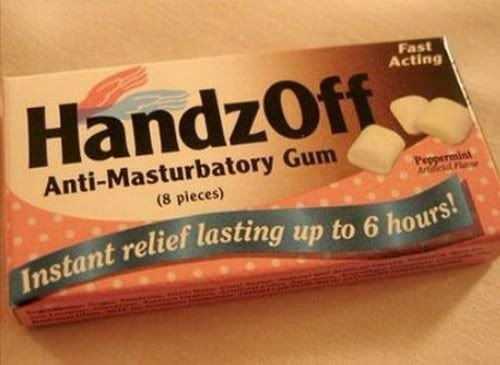 Fast
Acting
HandzOff
Anti-Masturbatory Gum
(8 pieces)
Peppermint
Artificial Flavor
Instant relief lasting up to 6 hours!